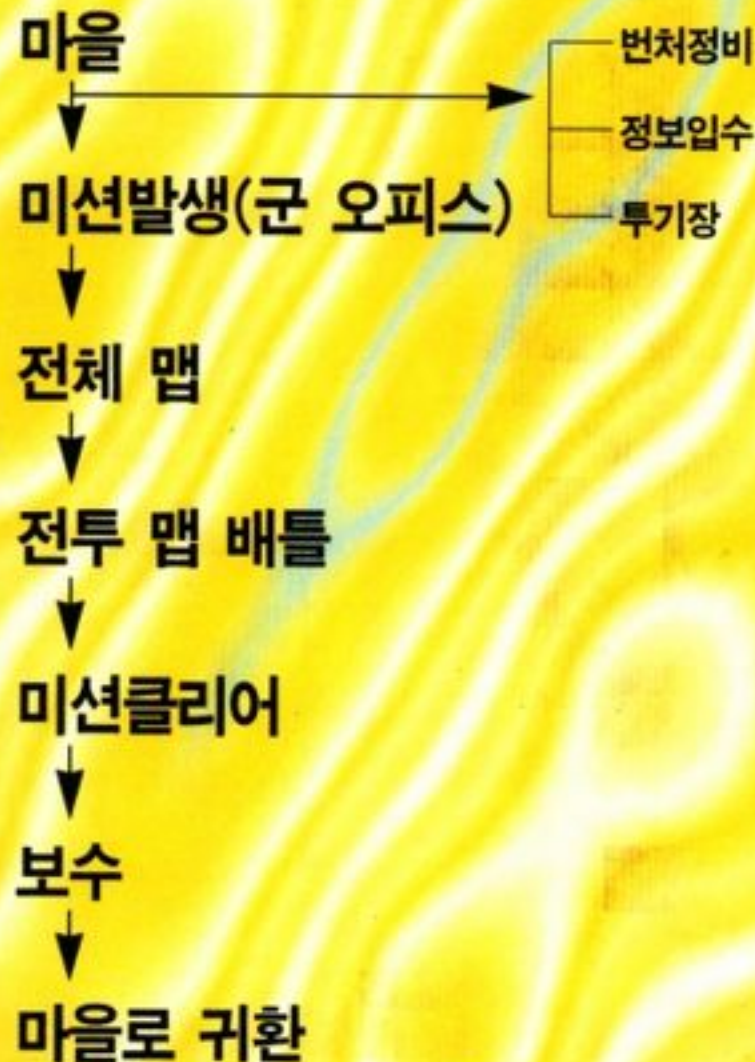 마을
번처정비
정보입수
투기장
미션발생(군 오피스)
전체 맵
전투 맵 배틀
미션클리어
보수
마을로 귀환